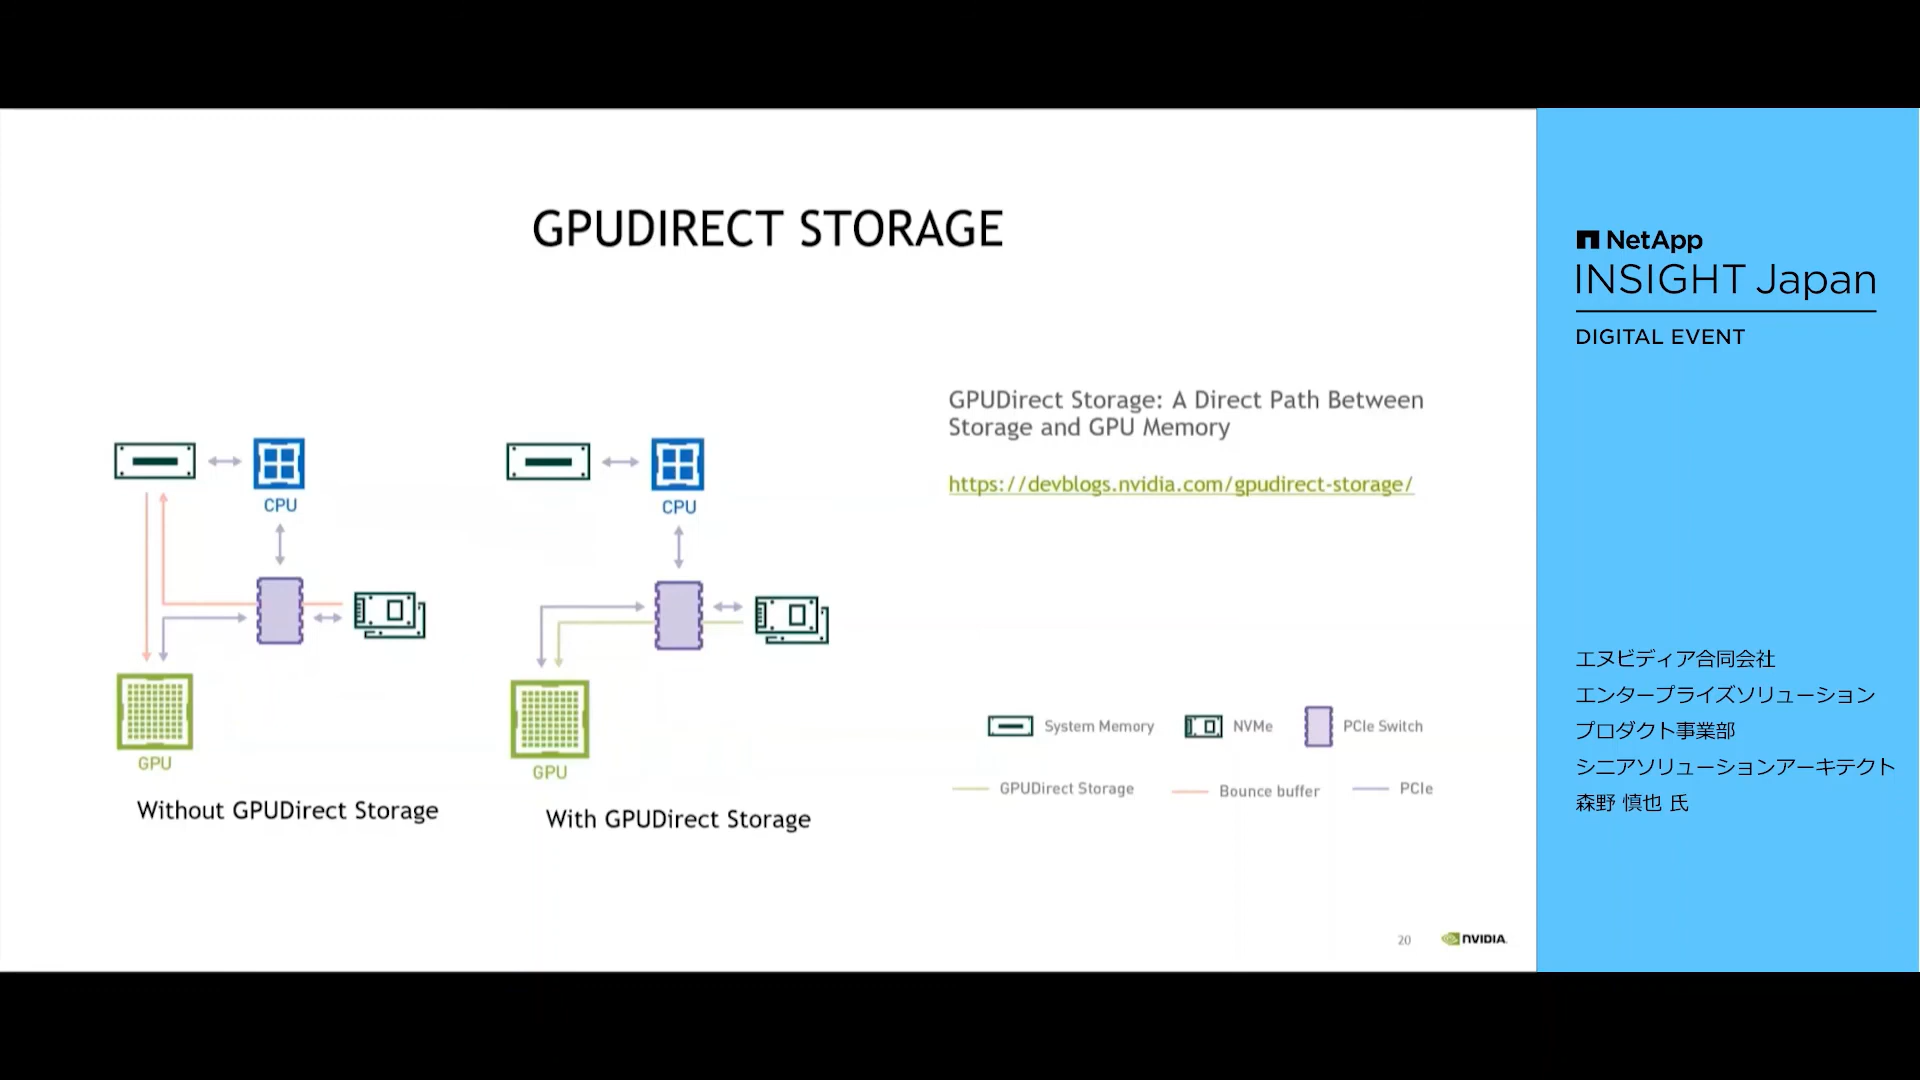 GPUDIRECT STORAGE
CPU
GPU
Without GPUDirect Storage
CPU
GPU
With GPUDirect Storage
GPUDirect Storage: A Direct Path Between
Storage and GPU Memory
https://devblogs.nvidia.com/gpudirect-storage/
System Memory
NVMe
PCIe Switch
GPUDirect Storage
Bounce buffer
PCIe
20
NVIDIA.
NetApp
INSIGHT Japan
DIGITAL EVENT
エヌビディア合同会社
エンタープライズソリューション
プロダクト事業部
シニアソリューションアーキテクト
森野 慎也 氏